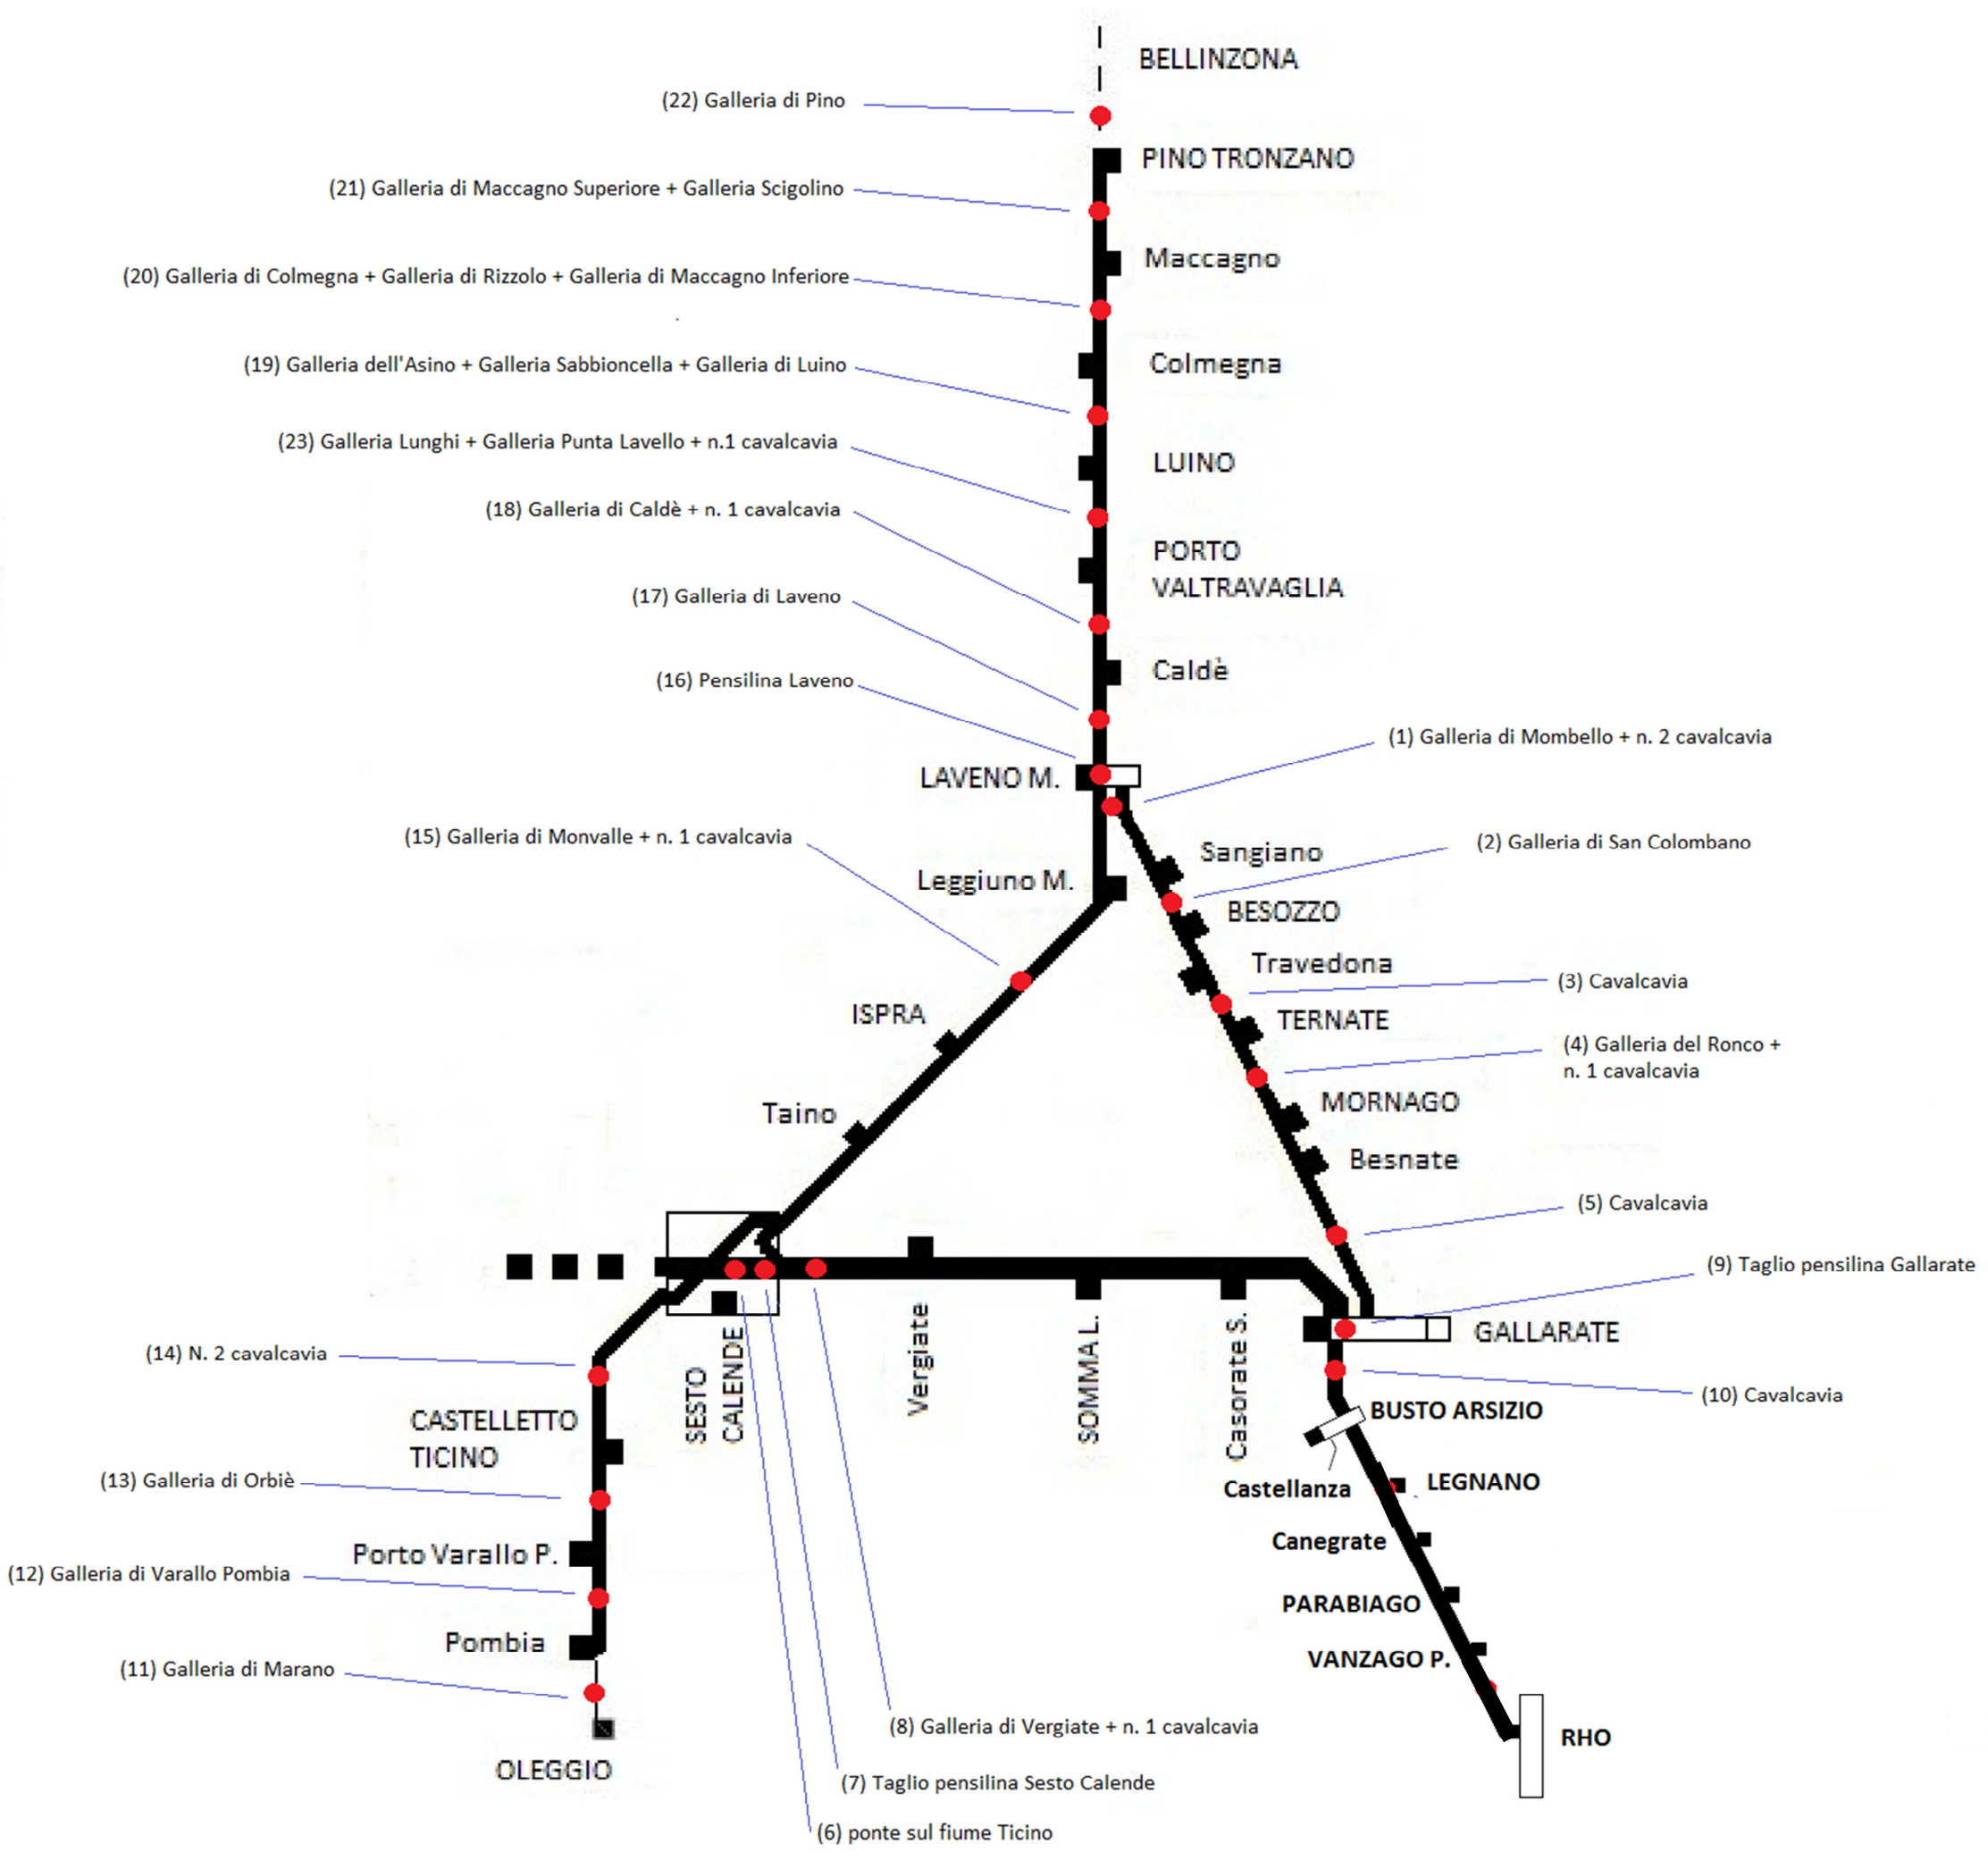 BELLINZONA
(22) Galleria di Pino
PINO TRONZANO
(21) Galleria di Maccagno Superiore + Galleria Scigolino
Maccagno
(20) Galleria di Colmegna + Galleria di Rizzolo + Galleria di Maccagno Inferiore
Colmegna
(19) Galleria dell'Asino + Galleria Sabbioncella + Galleria di Luino
(23) Galleria Lunghi + Galleria Punta Lavello + n.1 cavalcavia
LUINO
(18) Galleria di Caldè + n. 1 cavalcavia
PORTO
VALTRAVAGLIA
(17) Galleria di Laveno
Caldè
(16) Pensilina Laveno
(1) Galleria di Mombello + n. 2 cavalcavia
LAVENO M.
(15) Galleria di Monvalle + n. 1 cavalcavia
(2) Galleria di San Colombano
Sangiano
Leggiuno M.
BESOZZO
Travedona
(3) Cavalcavia
ISPRA
TERNATE
(4) Galleria del Ronco +
n. 1 cavalcavia
MORNAGO
Taino
Besnate
(5) Cavalcavia
(9) Taglio pensilina Gallarate
GALLARATE
(14) N. 2 cavalcavia
SESTO
CALENDE
Vergiate
SOMMA L.
Casorate S.
(10) Cavalcavia
BUSTO ARSIZIO
CASTELLETTO
TICINO
(13) Galleria di Orbiè
Castellanza
LEGNANO
Canegrate
Porto Varallo P.
(12) Galleria di Varallo Pombia
PARABIAGO
Pombia
VANZAGO P.
(11) Galleria di Marano
(8) Galleria di Vergiate + n. 1 cavalcavia
RHO
OLEGGIO
(7) Taglio pensilina Sesto Calende
(6) ponte sul fiume Ticino